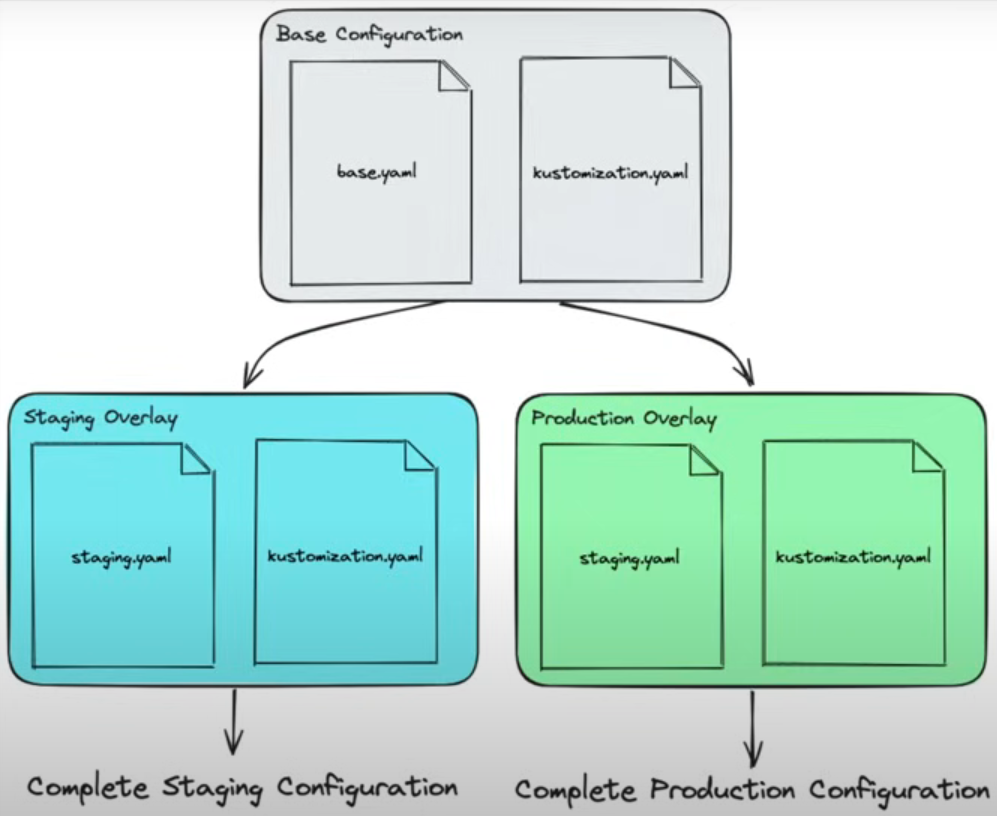 Base Configuration
base.yaml
kustomization.yaml
Staging Overlay
staging.yaml
kustomization.yaml
Production Overlay
staging.yaml
kustomization.yaml
Complete Staging Configuration
Complete Production Configuration